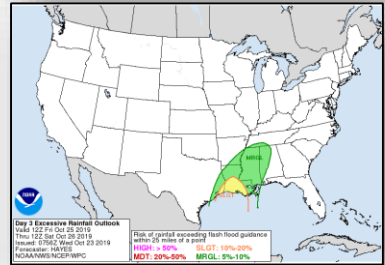 MRGL
SLGT
noaa
Day 3 Excessive Rainfall Outlook
Valid 12Z Fri Oct 25 2019
Thru 12Z Sat Oct 26 2019
Issued: 0756Z Wed Oct 23 2019
Forecaster: HAYES
NOAA/NWS/NCEP/WPC
Risk of rainfall exceeding flash flood guidance
within 25 miles of a point
HIGH: > 50% SLGT: 10%-20%
MDT: 20%-50% MRGL: 5%-10%